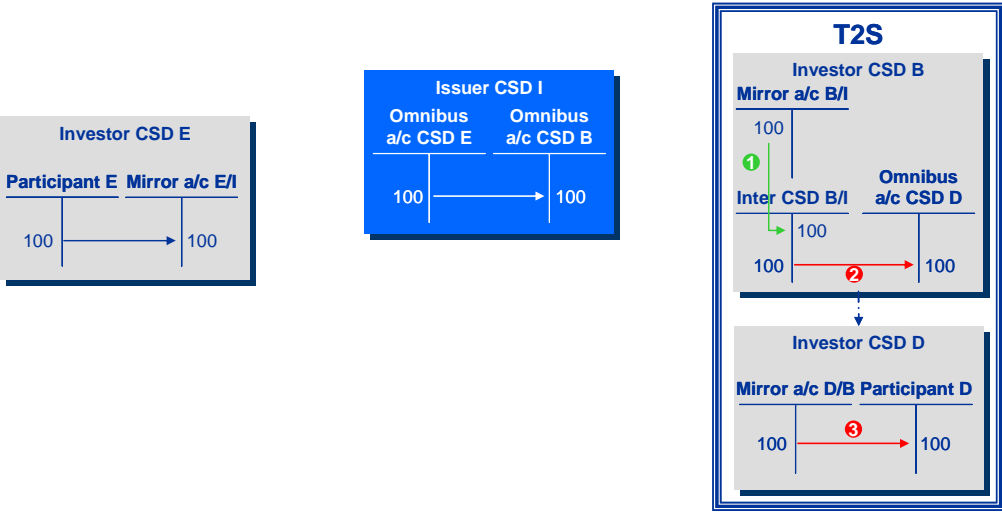 Investor CSD E
Participant E Mirror a/c E/I
100 100
Issuer CSD I
Omnibus Omnibus
a/c CSD E a/c CSD B
100 100
T2S
Investor CSD B
Mirror a/c B/I
100
1
Omnibus
Inter CSD B/I a/c CSD D
100
100 2 100
Investor CSD D
Mirror a/c D/B Participant D
3
100 100